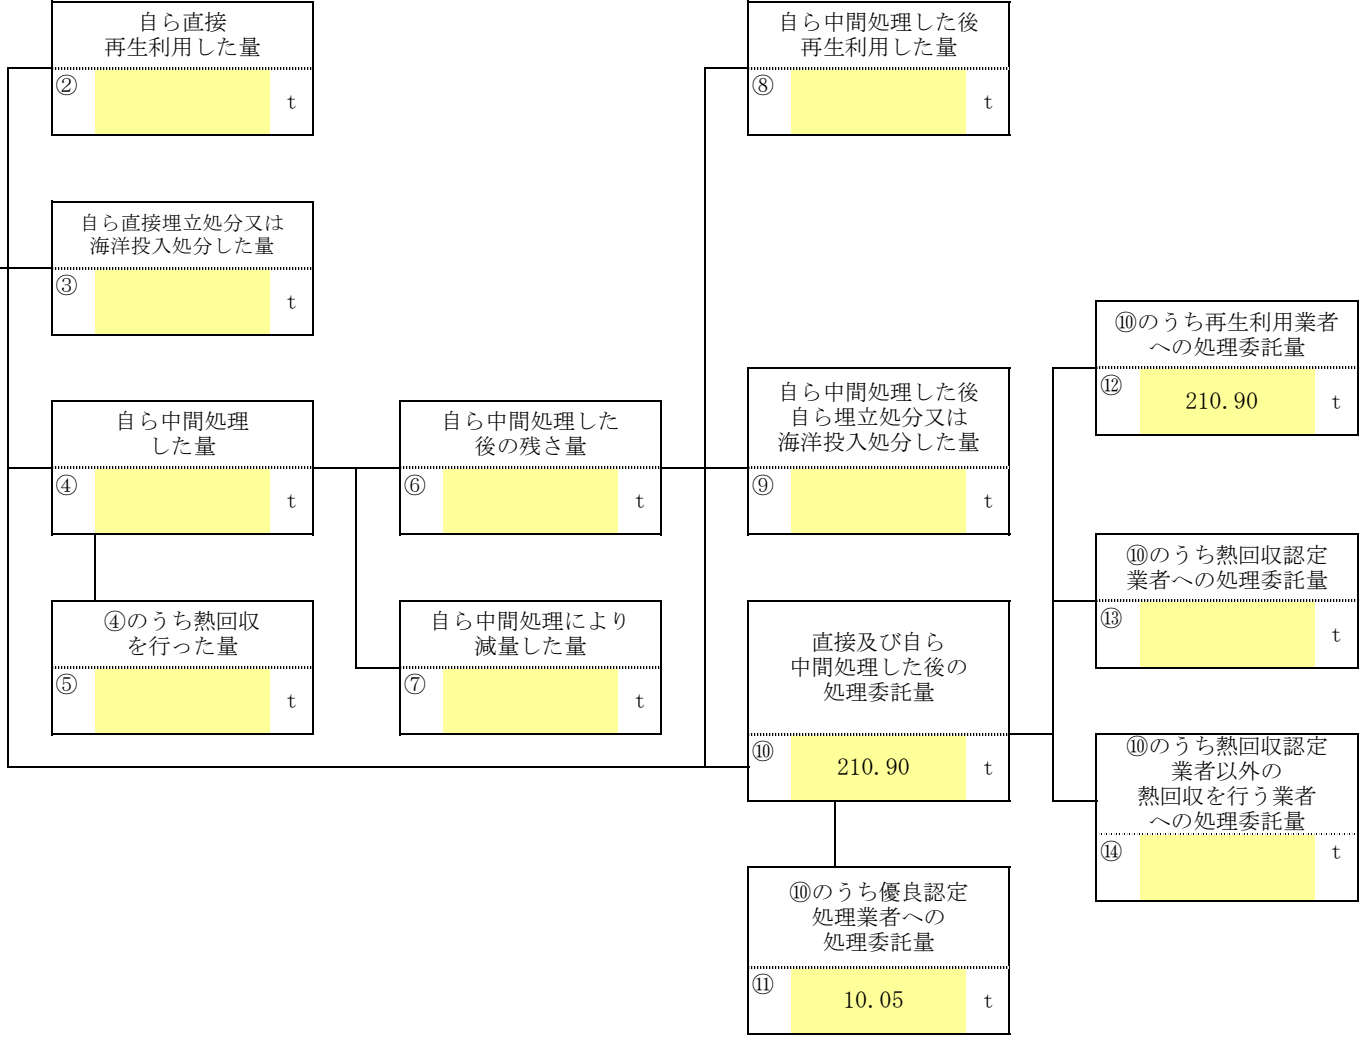 自ら直接
再生利用した量
②
t
自ら中間処理した後
再生利用した量
⑧
t
自ら直接埋立処分又は
海洋投入処分した量
③
t
⑩のうち再生利用業者
への処理委託量
⑫
210.90
t
自ら中間処理
した量
④
t
自ら中間処理した
後の残さ量
⑥
t
自ら中間処理した後
自ら埋立処分又は
海洋投入処分した量
⑨
t
⑩のうち熱回収認定
業者への処理委託量
⑬
t
④のうち熱回収
を行った量
⑤
t
自ら中間処理により
減量した量
⑦
t
直接及び自ら
中間処理した後の
処理委託量
⑩
210.90
t
⑩のうち熱回収認定
業者以外の
熱回収を行う業者
への処理委託量
⑭
t
⑩のうち優良認定
処理業者への
処理委託量
⑪
10.05
t